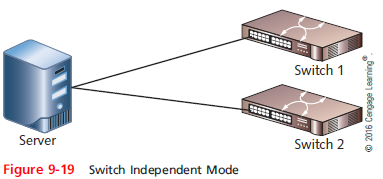 Switch 1
Server
Switch 2
© 2016 Cengage Learning®.
Figure 9-19 Switch Independent Mode